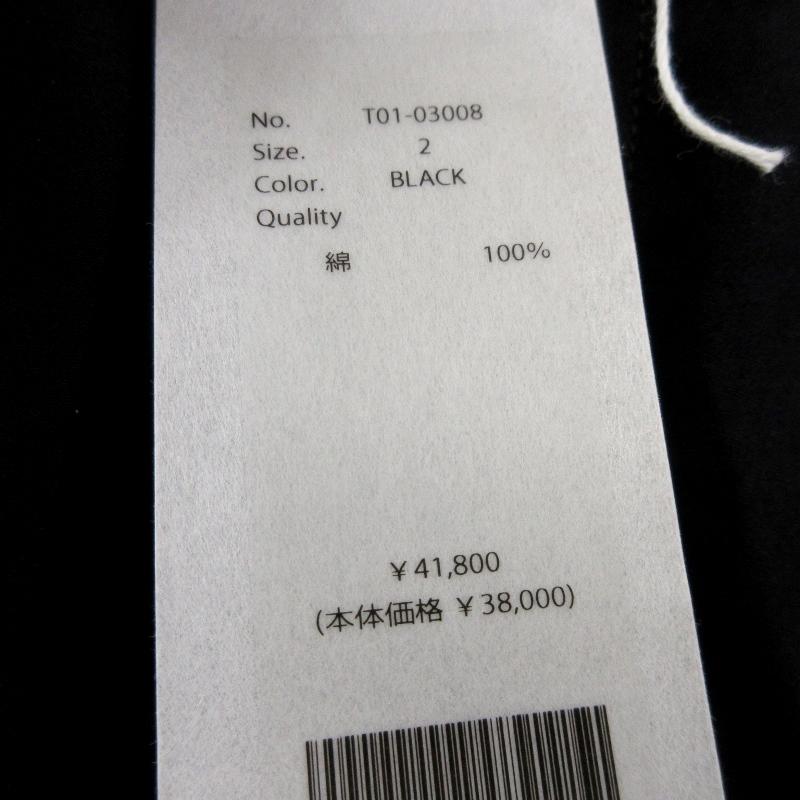 No. T01-03008
Size. 2
Color. BLACK
Quality
綿 100%
¥41,800
(本体価格 ¥38,000)